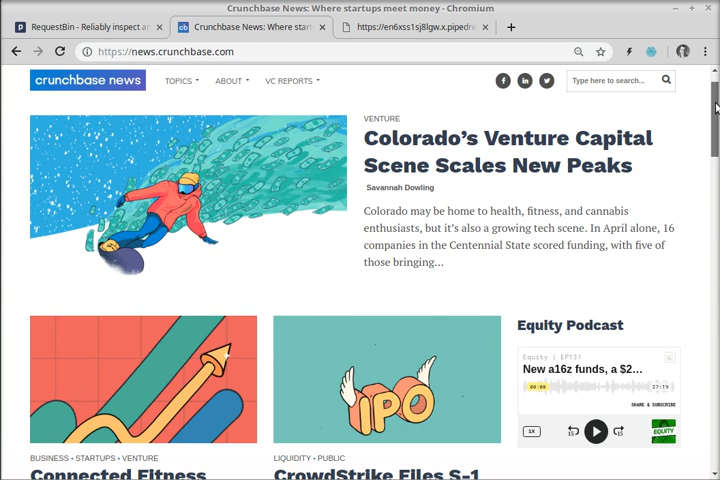 Crunchbase News: Where startups meet money - Chromium
RequestBin - Reliably inspect an
cb
Crunchbase News: Where start
https://en6xss1sj8lgw.x.pipedre
https://news.crunchbase.com
crunchbase news
TOPICS
ABOUT
VC REPORTS
Type here to search...
VENTURE
Colorado's Venture Capital
Scene Scales New Peaks
Savannah Dowling
Colorado may be home to health, fitness, and cannabis
enthusiasts, but it's also a growing tech scene. In April alone, 16
companies in the Centennial State scored funding, with five of
those bringing...
IPO
Equity Podcast
Equity | EP131
New a16z funds, a $2...
00:00
27:19
SHARE & SUBSCRIBE
1X
15
15
EQUITY
BUSINESS • STARTUPS • VENTURE
Connected Fitness
LIQUIDITY • PUBLIC
CrowdStrike Files S-1